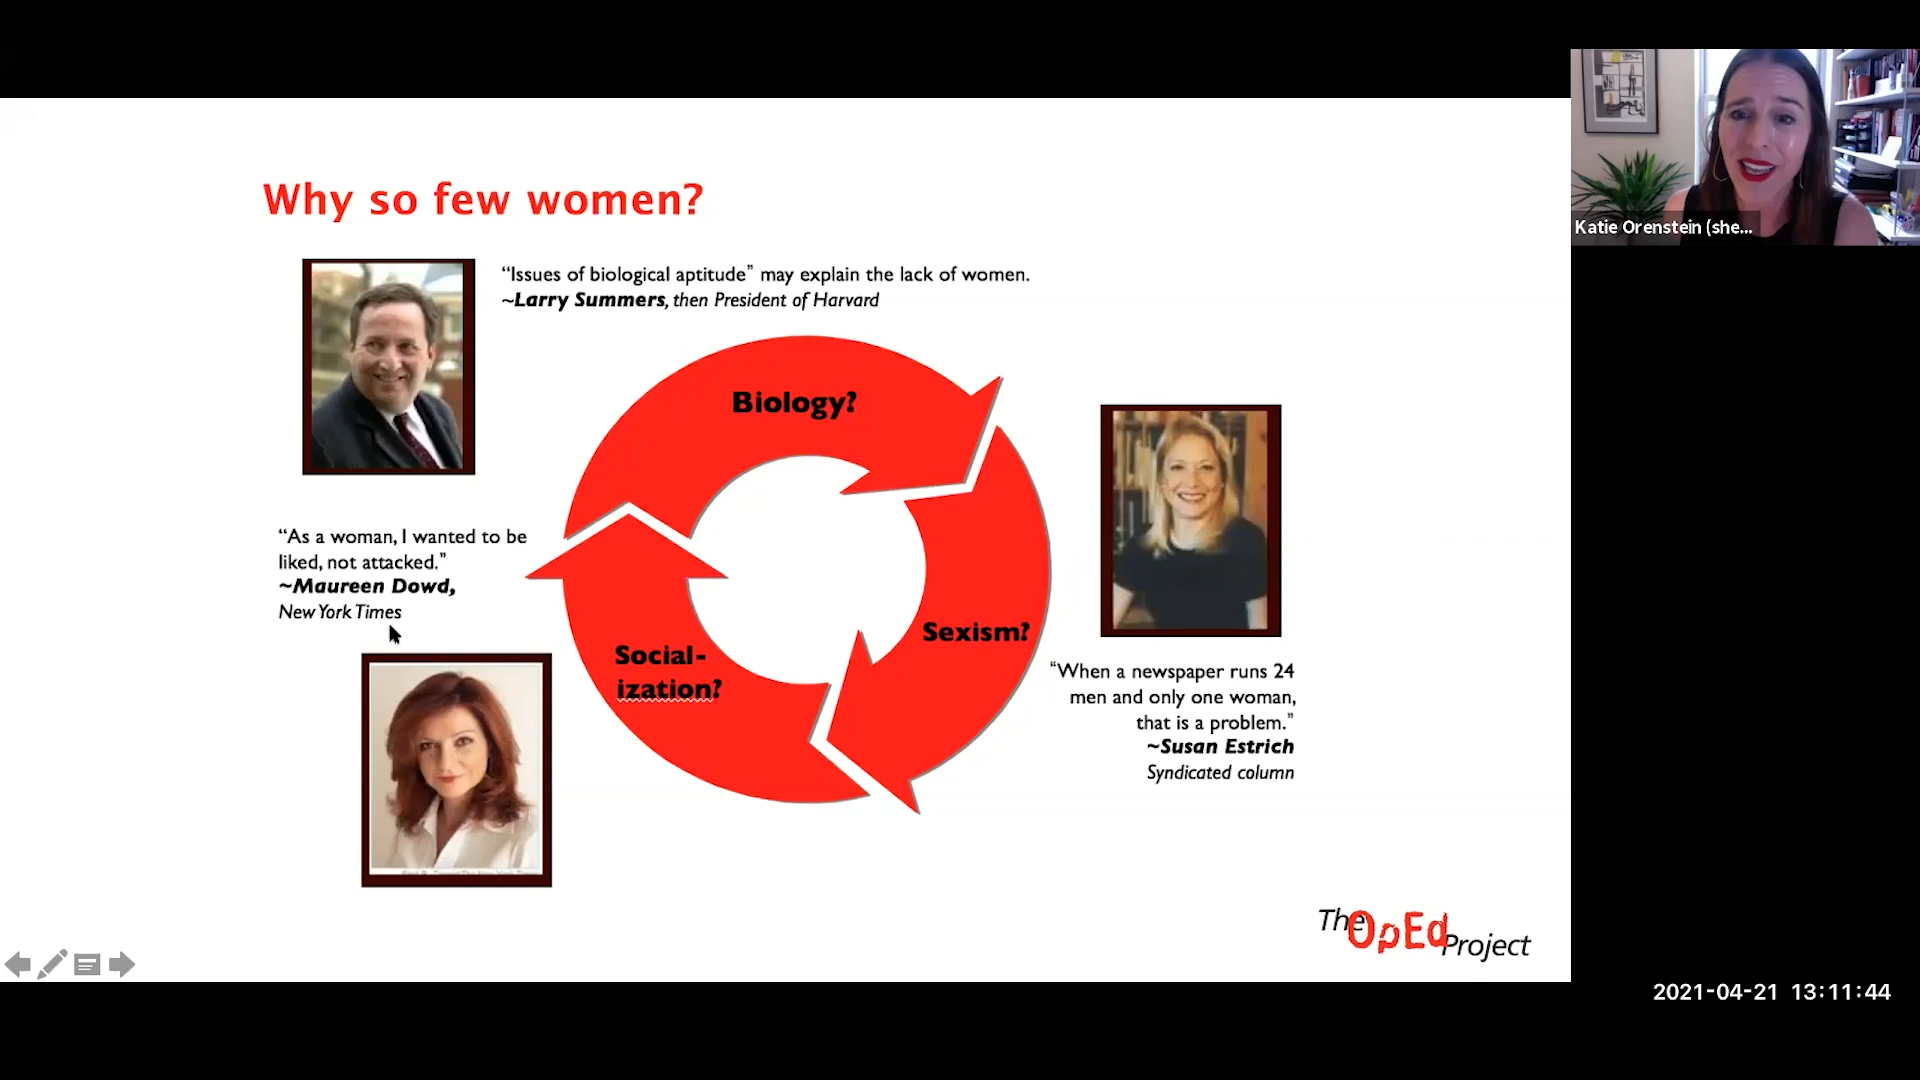 Why so few women?
“Issues of biological aptitude” may explain the lack of women.
~Larry Summers, then President of Harvard
Biology?
“As a woman, I wanted to be
liked, not attacked.”
~Maureen Dowd,
New York Times
Social-
ization?
Sexism?
“When a newspaper runs 24
men and only one woman,
that is a problem.”
~Susan Estrich
Syndicated column
The OpEd Project
Katie Orenstein (she...
2021-04-21 13:11:44